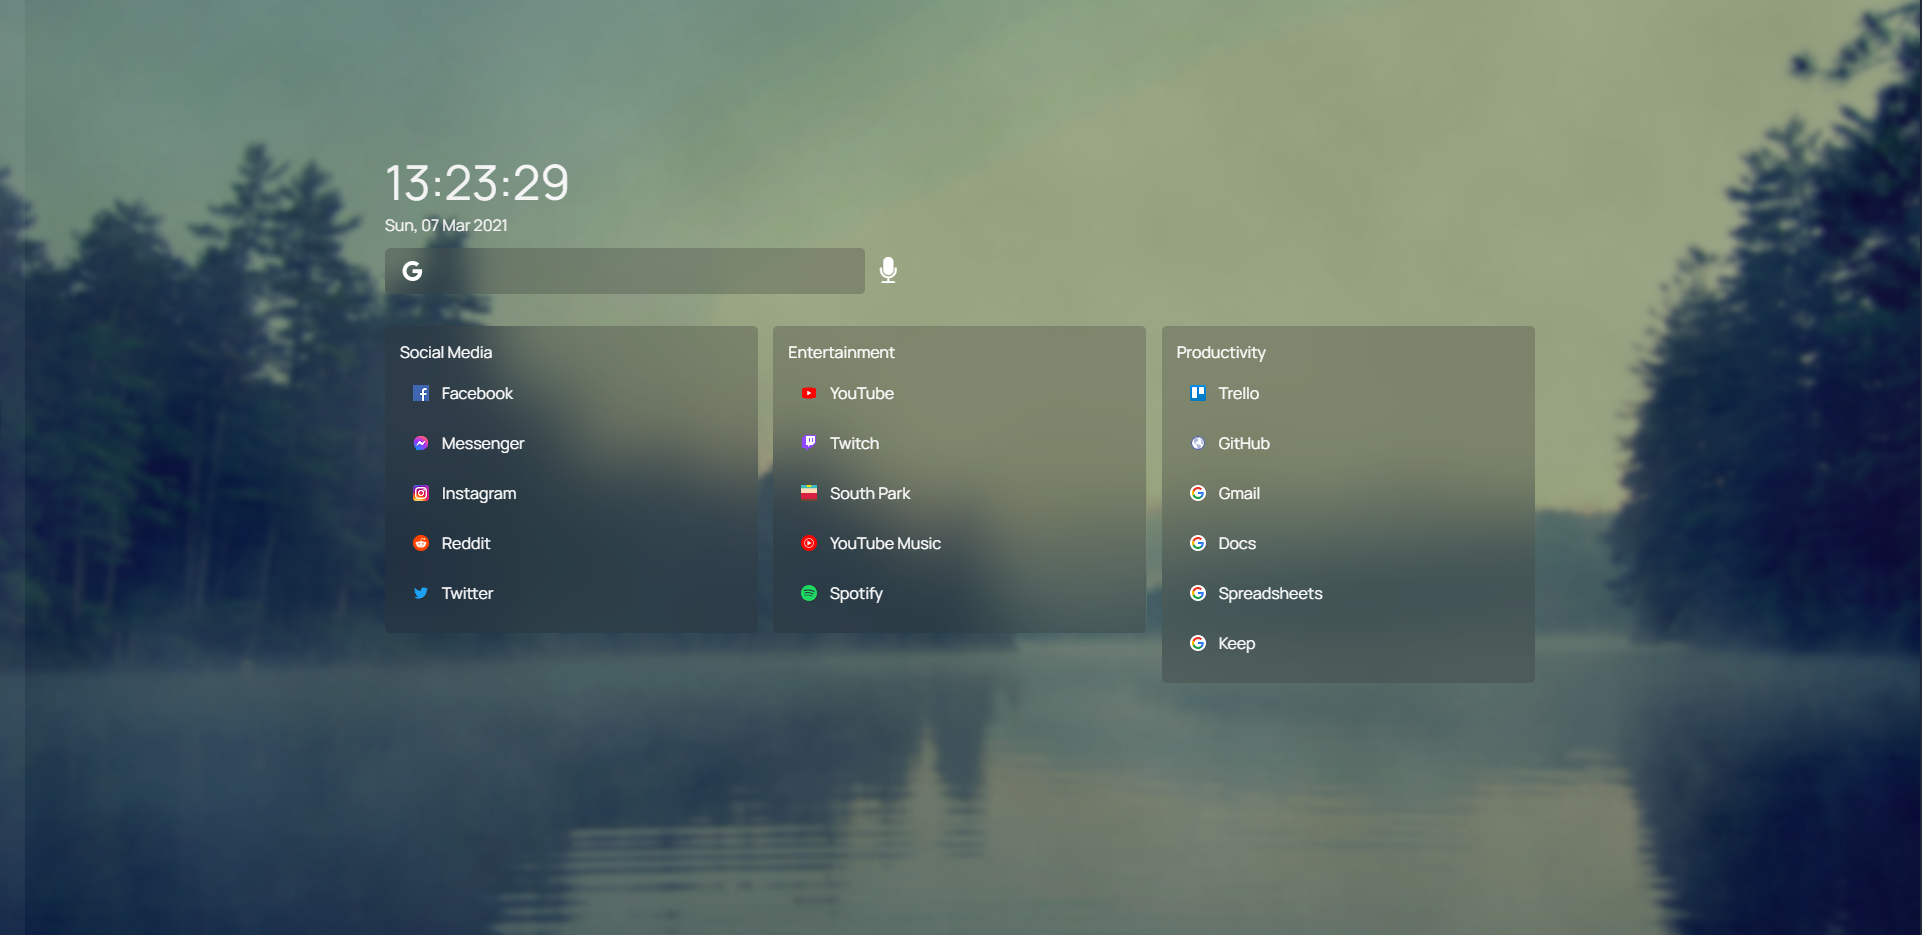 13:23:29
Sun, 07 Mar 2021
G
Social Media
Facebook
Messenger
Instagram
Reddit
Twitter
Entertainment
YouTube
Twitch
South Park
YouTube Music
Spotify
Productivity
Trello
GitHub
Gmail
Docs
Spreadsheets
Keep